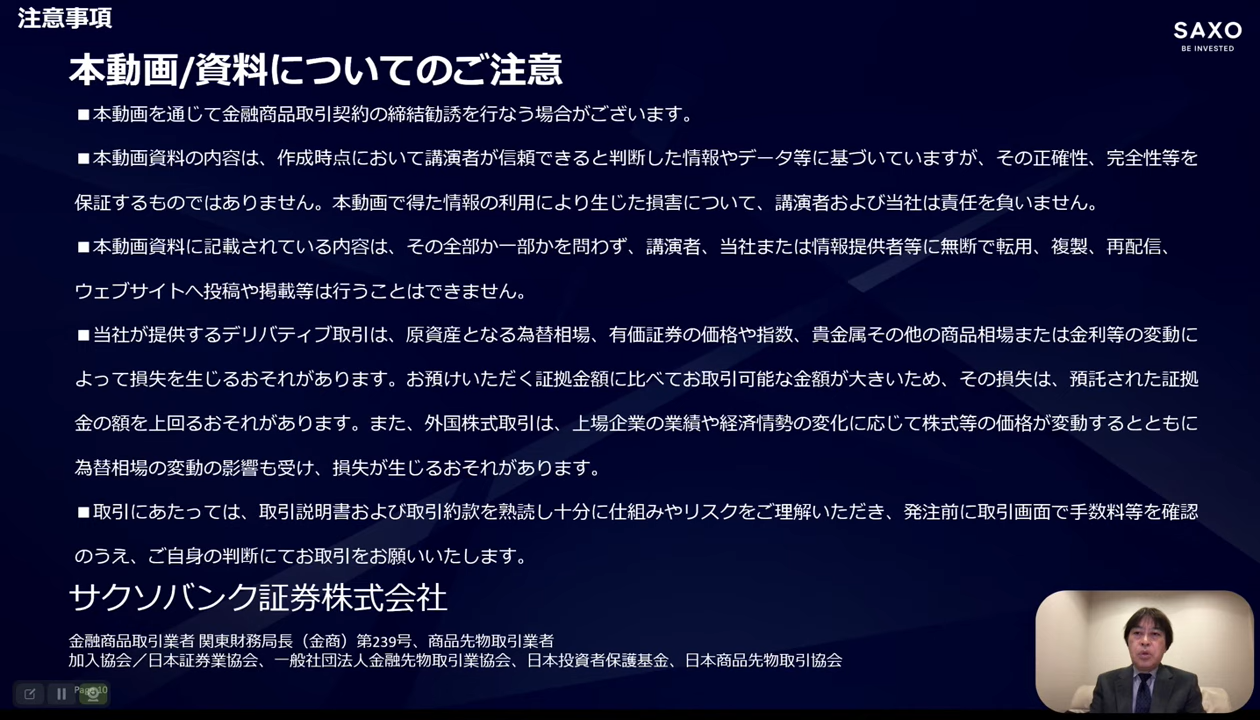 注意事項
SAXO
BE INVESTED
本動画/資料についてのご注意
■本動画を通じて金融商品取引契約の締結勧誘を行なう場合がございます。
■本動画資料の内容は、作成時点において講演者が信頼できると判断した情報やデータ等に基づいていますが、その正確性、完全性等を
保証するものではありません。本動画で得た情報の利用により生じた損害について、講演者および当社は責任を負いません。
■本動画資料に記載されている内容は、その全部か一部かを問わず、講演者、当社または情報提供者等に無断で転用、複製、再配信、
ウェブサイトへ投稿や掲載等は行うことはできません。
■当社が提供するデリバティブ取引は、原資産となる為替相場、有価証券の価格や指数、貴金属その他の商品相場または金利等の変動に
よって損失を生じるおそれがあります。お預けいただく証拠金額に比べてお取引可能な金額が大きいため、その損失は、預託された証拠
金の額を上回るおそれがあります。また、外国株式取引は、上場企業の業績や経済情勢の変化に応じて株式等の価格が変動するとともに
為替相場の変動の影響も受け、損失が生じるおそれがあります。
■取引にあたっては、取引説明書および取引約款を熟読し十分に仕組みやリスクをご理解いただき、発注前に取引画面で手数料等を確認
のうえ、ご自身の判断にてお取引をお願いいたします。
サクソバンク証券株式会社
金融商品取引業者 関東財務局長（金商）第239号、商品先物取引業者
加入協会／日本証券業協会、一般社団法人金融先物取引業協会、日本投資者保護基金、日本商品先物取引協会
Page 10